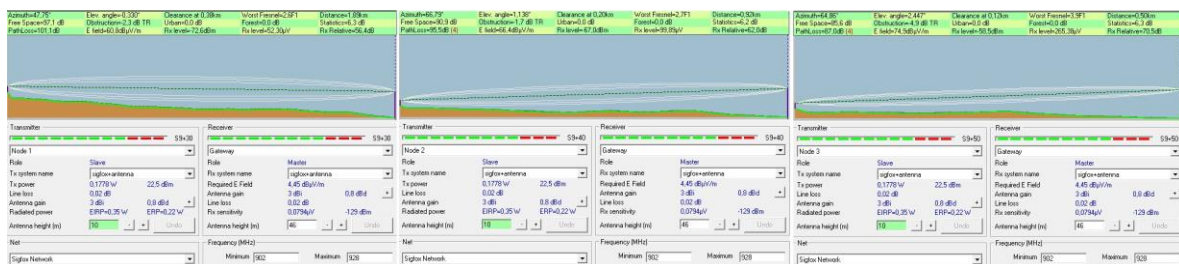 Azimuth=47,75° Elev. angle=-0,330° Clearance at 0,38km Worst Fresnel=2,6F1 Distance=1,89km
Free Space=97,1 dB Obstruction=-2,3 dB TR Urban=0,0 dB Forest=0,0 dB Statistics=6,3 dB
PathLoss=101,1dB E field=60,8dBµV/m Rx level=-72,6dBm Rx level=52,30µV Rx Relative=56,4dB
Transmitter
S9+30
Node 1
Role Slave
Tx system name sigfox+antenna
Tx power 0,1778 W 22,5 dBm
Line loss 0,02 dB
Antenna gain 3 dBi 0,8 dBd +
Radiated power EIRP=0,35 W ERP=0,22 W
Antenna height (m) 10 - + Undo
Net
Sigfox Network
Receiver
S9+30
Gateway
Role Master
Rx system name sigfox+antenna
Required E Field 4,45 dBµV/m
Antenna gain 3 dBi 0,8 dBd +
Line loss 0,02 dB
Rx sensitivity 0,0794µV -129 dBm
Antenna height (m) 46 - + Undo
Frequency (MHz)
Minimum 902 Maximum 928
Azimuth=66,79° Elev. angle=1,138° Clearance at 0,20km Worst Fresnel=2,7F1 Distance=0,92km
Free Space=90,9 dB Obstruction=-1,7 dB TR Urban=0,0 dB Forest=0,0 dB Statistics=6,2 dB
PathLoss=95,5dB (4) E field=66,4dBµV/m Rx level=-67,0dBm Rx level=99,89µV Rx Relative=62,0dB
Transmitter
S9+40
Node 2
Role Slave
Tx system name sigfox+antenna
Tx power 0,1778 W 22,5 dBm
Line loss 0,02 dB
Antenna gain 3 dBi 0,8 dBd +
Radiated power EIRP=0,35 W ERP=0,22 W
Antenna height (m) 10 - + Undo
Net
Sigfox Network
Receiver
S9+40
Gateway
Role Master
Rx system name sigfox+antenna
Required E Field 4,45 dBµV/m
Antenna gain 3 dBi 0,8 dBd +
Line loss 0,02 dB
Rx sensitivity 0,0794µV -129 dBm
Antenna height (m) 46 - + Undo
Frequency (MHz)
Minimum 902 Maximum 928
Azimuth=64,86° Elev. angle=2,447° Clearance at 0,12km Worst Fresnel=3,9F1 Distance=0,50km
Free Space=85,6 dB Obstruction=-4,9 dB TR Urban=0,0 dB Forest=0,0 dB Statistics=6,3 dB
PathLoss=87,0dB (4) E field=74,9dBµV/m Rx level=-58,5dBm Rx level=265,38µV Rx Relative=70,5dB
Transmitter
S9+50
Node 3
Role Slave
Tx system name sigfox+antenna
Tx power 0,1778 W 22,5 dBm
Line loss 0,02 dB
Antenna gain 3 dBi 0,8 dBd +
Radiated power EIRP=0,35 W ERP=0,22 W
Antenna height (m) 10 - + Undo
Net
Sigfox Network
Receiver
S9+50
Gateway
Role Master
Rx system name sigfox+antenna
Required E Field 4,45 dBµV/m
Antenna gain 3 dBi 0,8 dBd +
Line loss 0,02 dB
Rx sensitivity 0,0794µV -129 dBm
Antenna height (m) 46 - + Undo
Frequency (MHz)
Minimum 902 Maximum 928